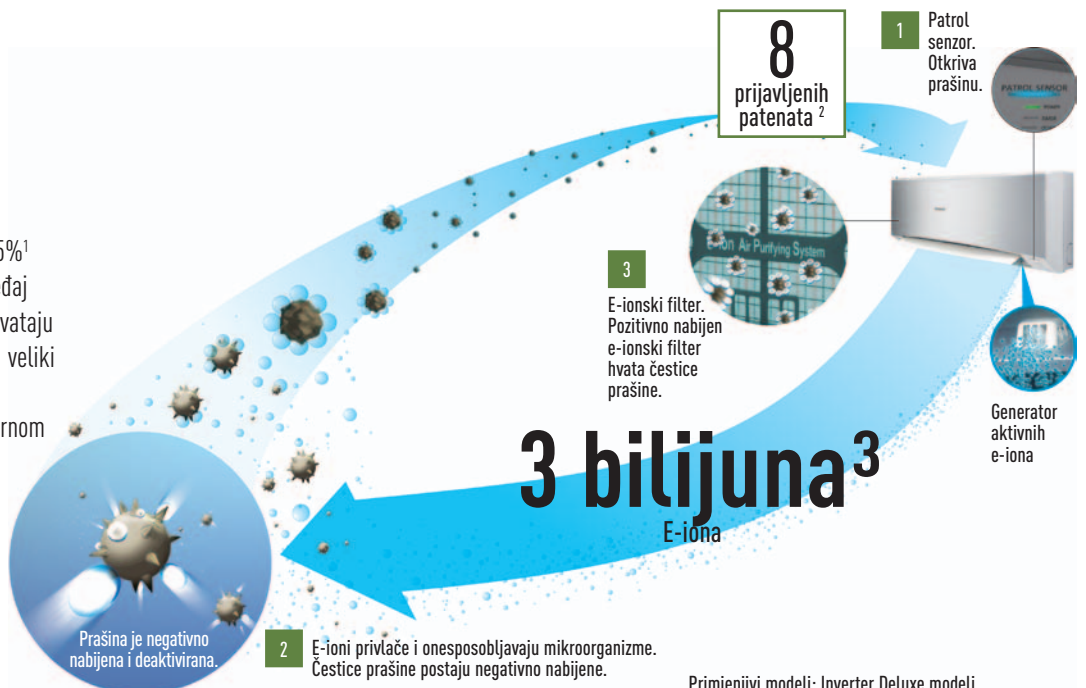 8
prijavljenih
patenata 2
1
Patrol
senzor.
Otkriva
prašinu.
PATROL SENSOR
E-ion Air Purifying System
3
E-ionski filter.
Pozitivno nabijen
e-ionski filter
hvata čestice
prašine.
5%1
đaj
vataju
veliki
rnom
Generator
aktivnih
e-iona
3 bilijuna3
E-iona
Prašina je negativno
nabijena i deaktivirana.
2
E-ioni privlače i onesposobljavaju mikroorganizme.
Čestice prašine postaju negativno nabijene.
Primjenjivi modeli: Inverter Deluxe modeli